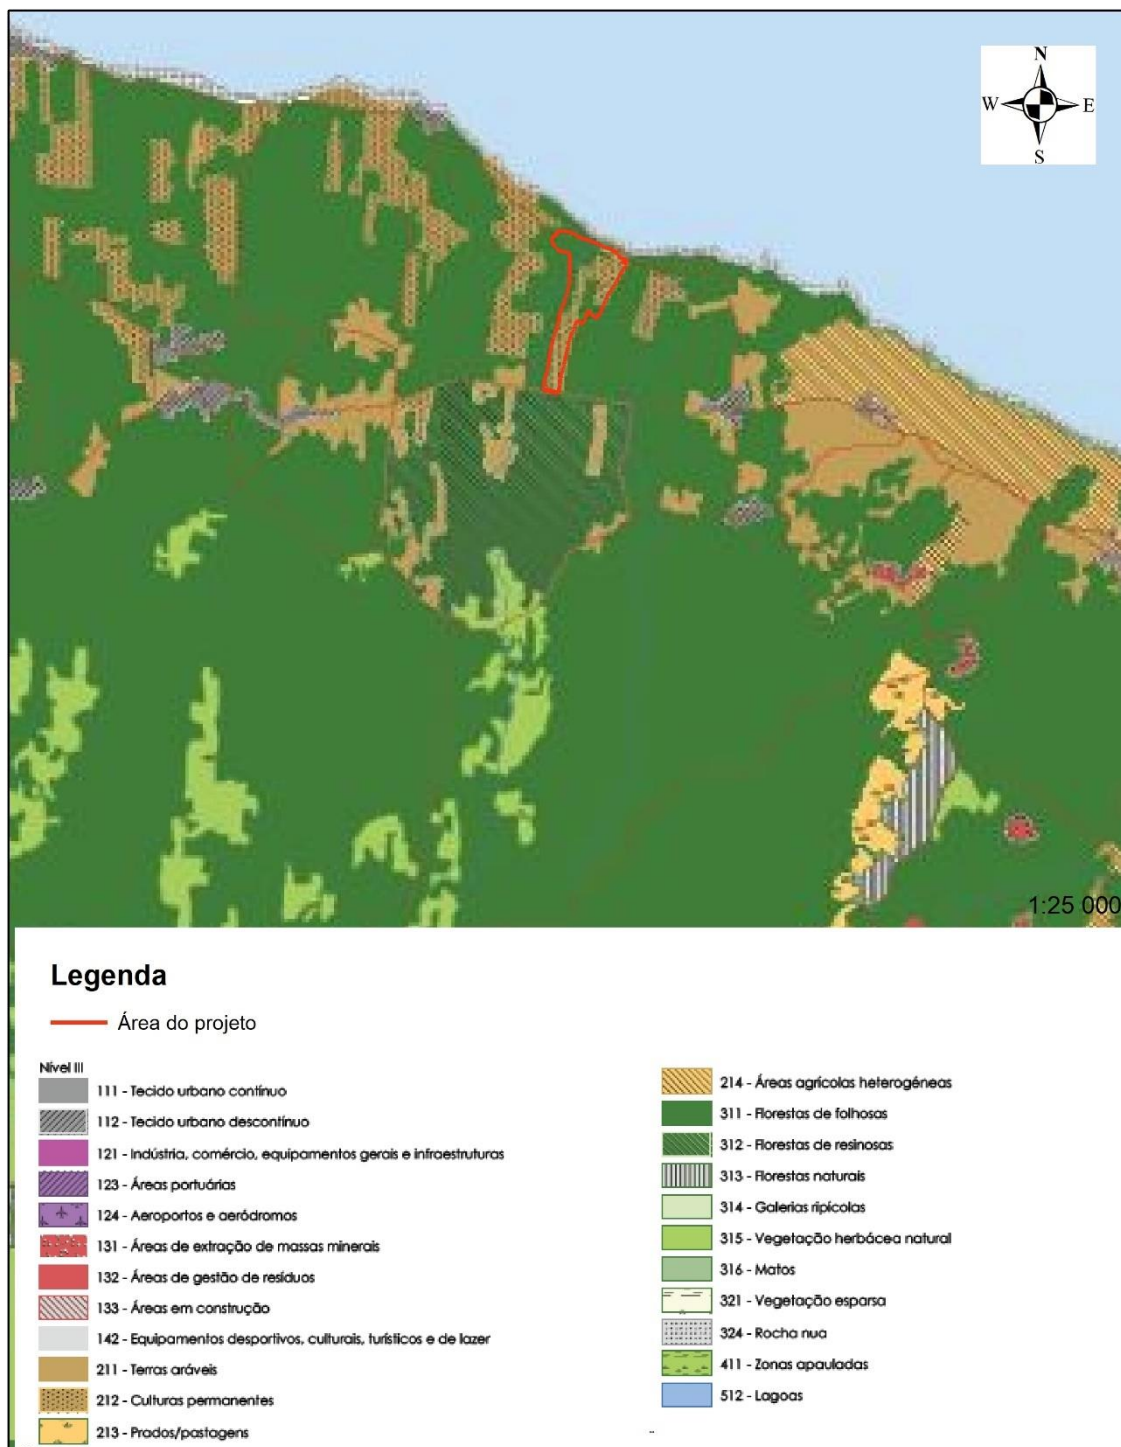 N
W E
S
1:25 000
Legenda
Área do projeto
Nível III
111 - Tecido urbano contínuo
112 - Tecido urbano descontínuo
121 - Indústria, comércio, equipamentos gerais e infraestruturas
123 - Áreas portuárias
124 - Aeroportos e aeródromos
131 - Áreas de extração de massas minerais
132 - Áreas de gestão de resíduos
133 - Áreas em construção
142 - Equipamentos desportivos, culturais, turísticos e de lazer
211 - Terras aráveis
212 - Culturas permanentes
213 - Prados/pastagens
214 - Áreas agrícolas heterogéneas
311 - Florestas de folhosas
312 - Florestas de resinosas
313 - Florestas naturais
314 - Galerias ripícolas
315 - Vegetação herbácea natural
316 - Matos
321 - Vegetação esparsa
324 - Rocha nua
411 - Zonas apauladas
512 - Lagoas